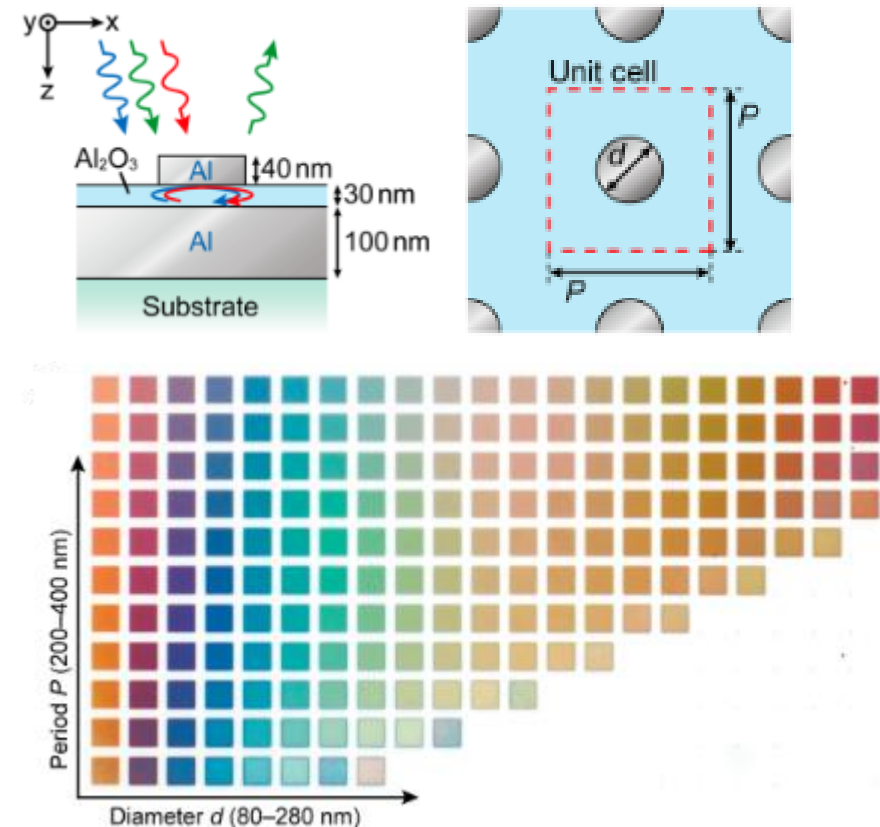 y x
z
Al₂O₃
Al
40 nm
30 nm
Al
100 nm
Substrate
Unit cell
d
P
P
Period P (200–400 nm)
Diameter d (80–280 nm)